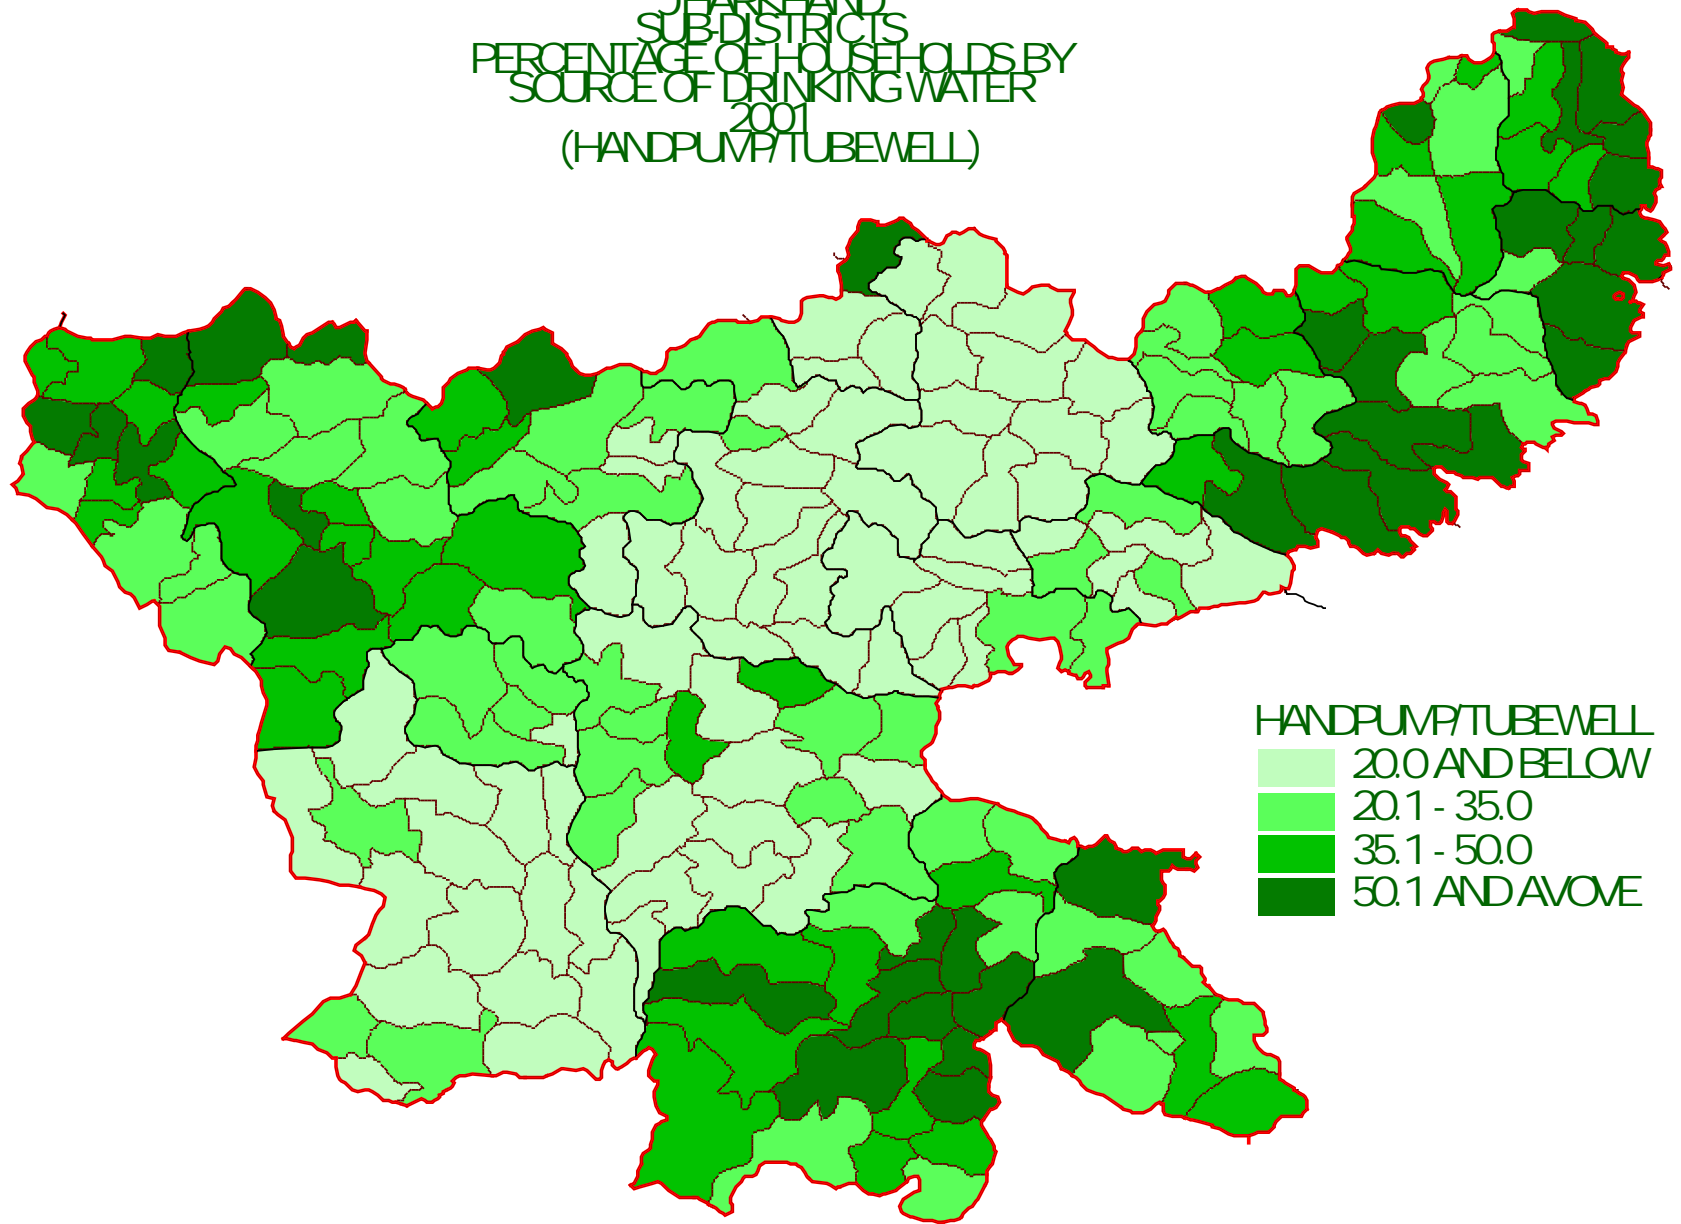 JHARKHAND
SUB-DISTRICTS
PERCENTAGE OF HOUSEHOLDS BY
SOURCE OF DRINKING WATER
2001
(HANDPUMP/TUBEWELL)
HANDPUMP/TUBEWELL
20.0 AND BELOW
20.1 - 35.0
35.1 - 50.0
50.1 AND AVOVE